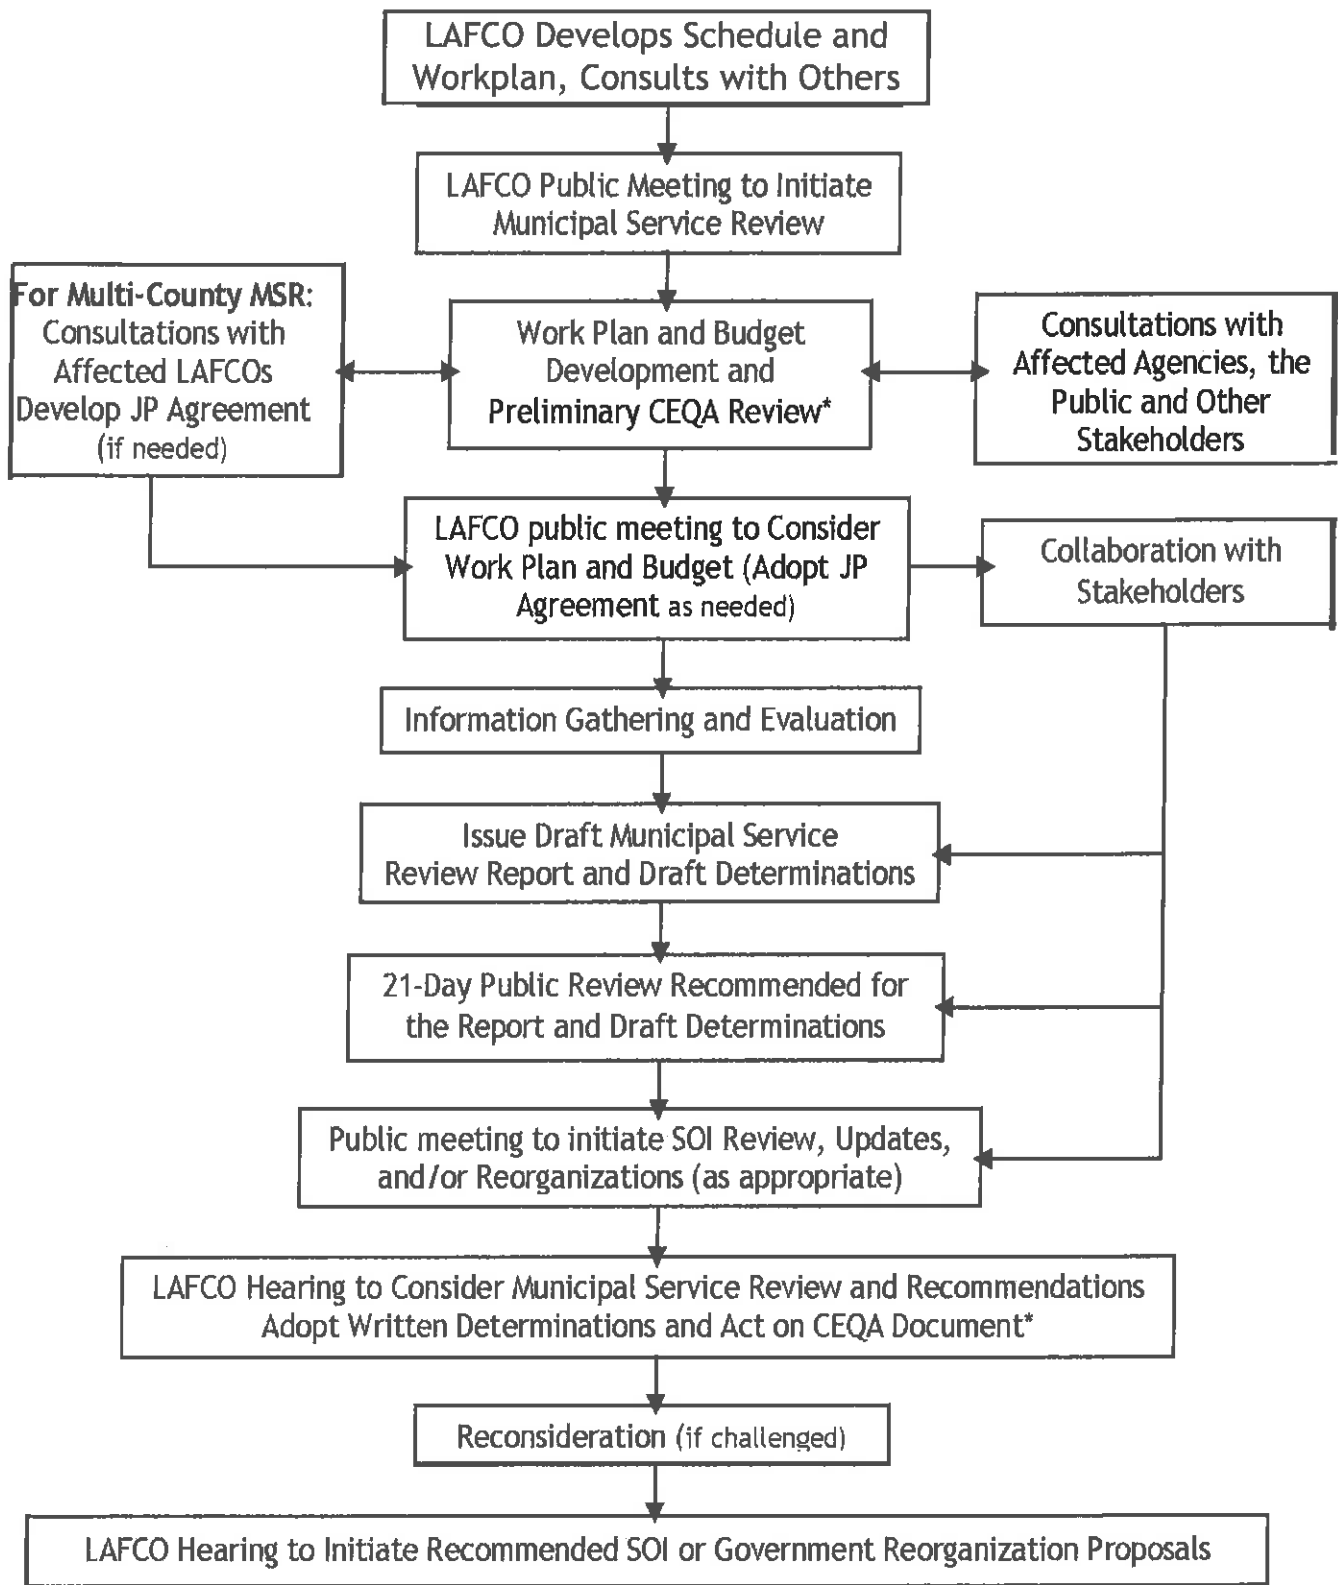 LAFCO Develops Schedule and
Workplan, Consults with Others
LAFCO Public Meeting to Initiate
Municipal Service Review
For Multi-County MSR:
Consultations with
Affected LAFCOs
Develop JP Agreement
(if needed)
Work Plan and Budget
Development and
Preliminary CEQA Review*
Consultations with
Affected Agencies, the
Public and Other
Stakeholders
LAFCO public meeting to Consider
Work Plan and Budget (Adopt JP
Agreement as needed)
Collaboration with
Stakeholders
Information Gathering and Evaluation
Issue Draft Municipal Service
Review Report and Draft Determinations
21-Day Public Review Recommended for
the Report and Draft Determinations
Public meeting to initiate SOI Review, Updates,
and/or Reorganizations (as appropriate)
LAFCO Hearing to Consider Municipal Service Review and Recommendations
Adopt Written Determinations and Act on CEQA Document*
Reconsideration (if challenged)
LAFCO Hearing to Initiate Recommended SOI or Government Reorganization Proposals